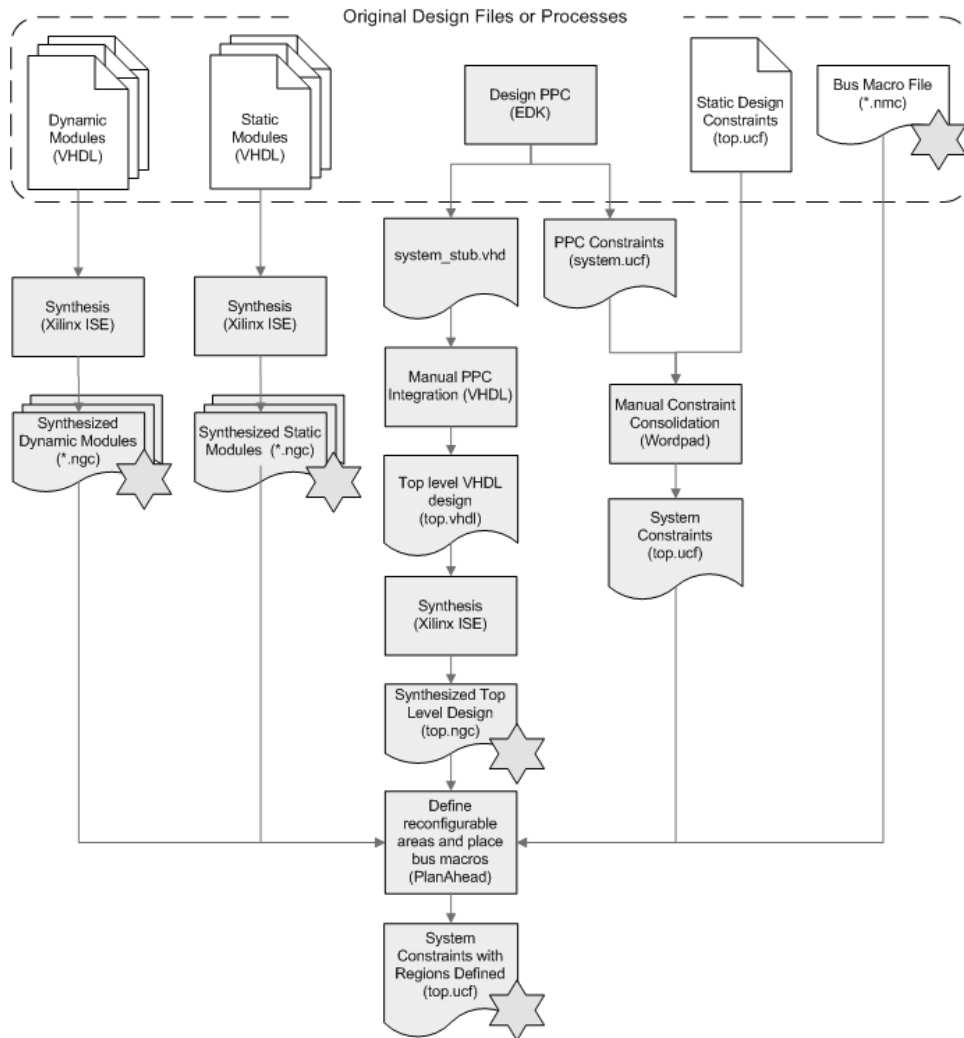 Original Design Files or Processes
Dynamic
Modules
(VHDL)
Static
Modules
(VHDL)
Design PPC
(EDK)
Static Design
Constraints
(top.ucf)
Bus Macro File
(*.nmc)
system_stub.vhd
PPC Constraints
(system.ucf)
Synthesis
(Xilinx ISE)
Synthesis
(Xilinx ISE)
Manual PPC
Integration (VHDL)
Manual Constraint
Consolidation
(Wordpad)
Synthesized
Dynamic Modules
(*.ngc)
Synthesized Static
Modules (*.ngc)
Top level VHDL
design
(top.vhdl)
System
Constraints
(top.ucf)
Synthesis
(Xilinx ISE)
Synthesized Top
Level Design
(top.ngc)
Define
reconfigurable
areas and place
bus macros
(PlanAhead)
System
Constraints with
Regions Defined
(top.ucf)